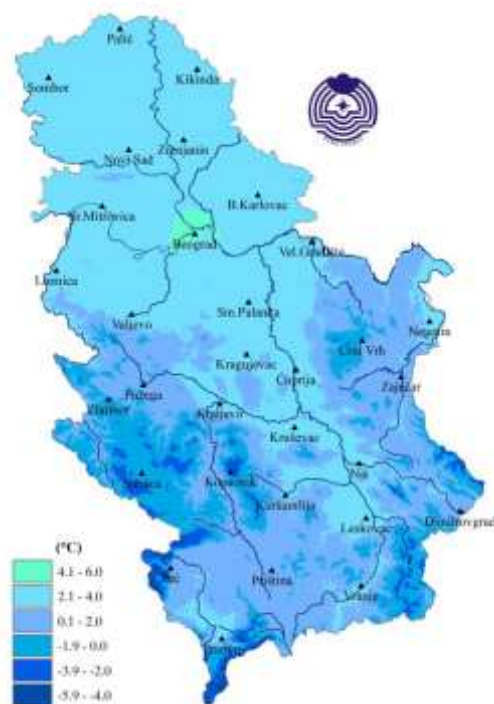 Palić
Kikinda
Sombor
Zrenjanin
Novi Sad
B.Karlovac
Sr.Mitrovica
Beograd
Loznica
Sm.Palanka
Valjevo
Negotin
Crni Vrh
Kragujevac
Ćuprija
Zaječar
Požega
Zlatibor
Kraljevo
Kruševac
Niš
Sjenica
Kopaonik
Kuršumlija
Leskovac
Dimitrovgrad
Priština
Vranje
Peć
Prizren
(°C)
4.1 - 6.0
2.1 - 4.0
0.1 - 2.0
-1.9 - 0.0
-3.9 - -2.0
-5.9 - -4.0